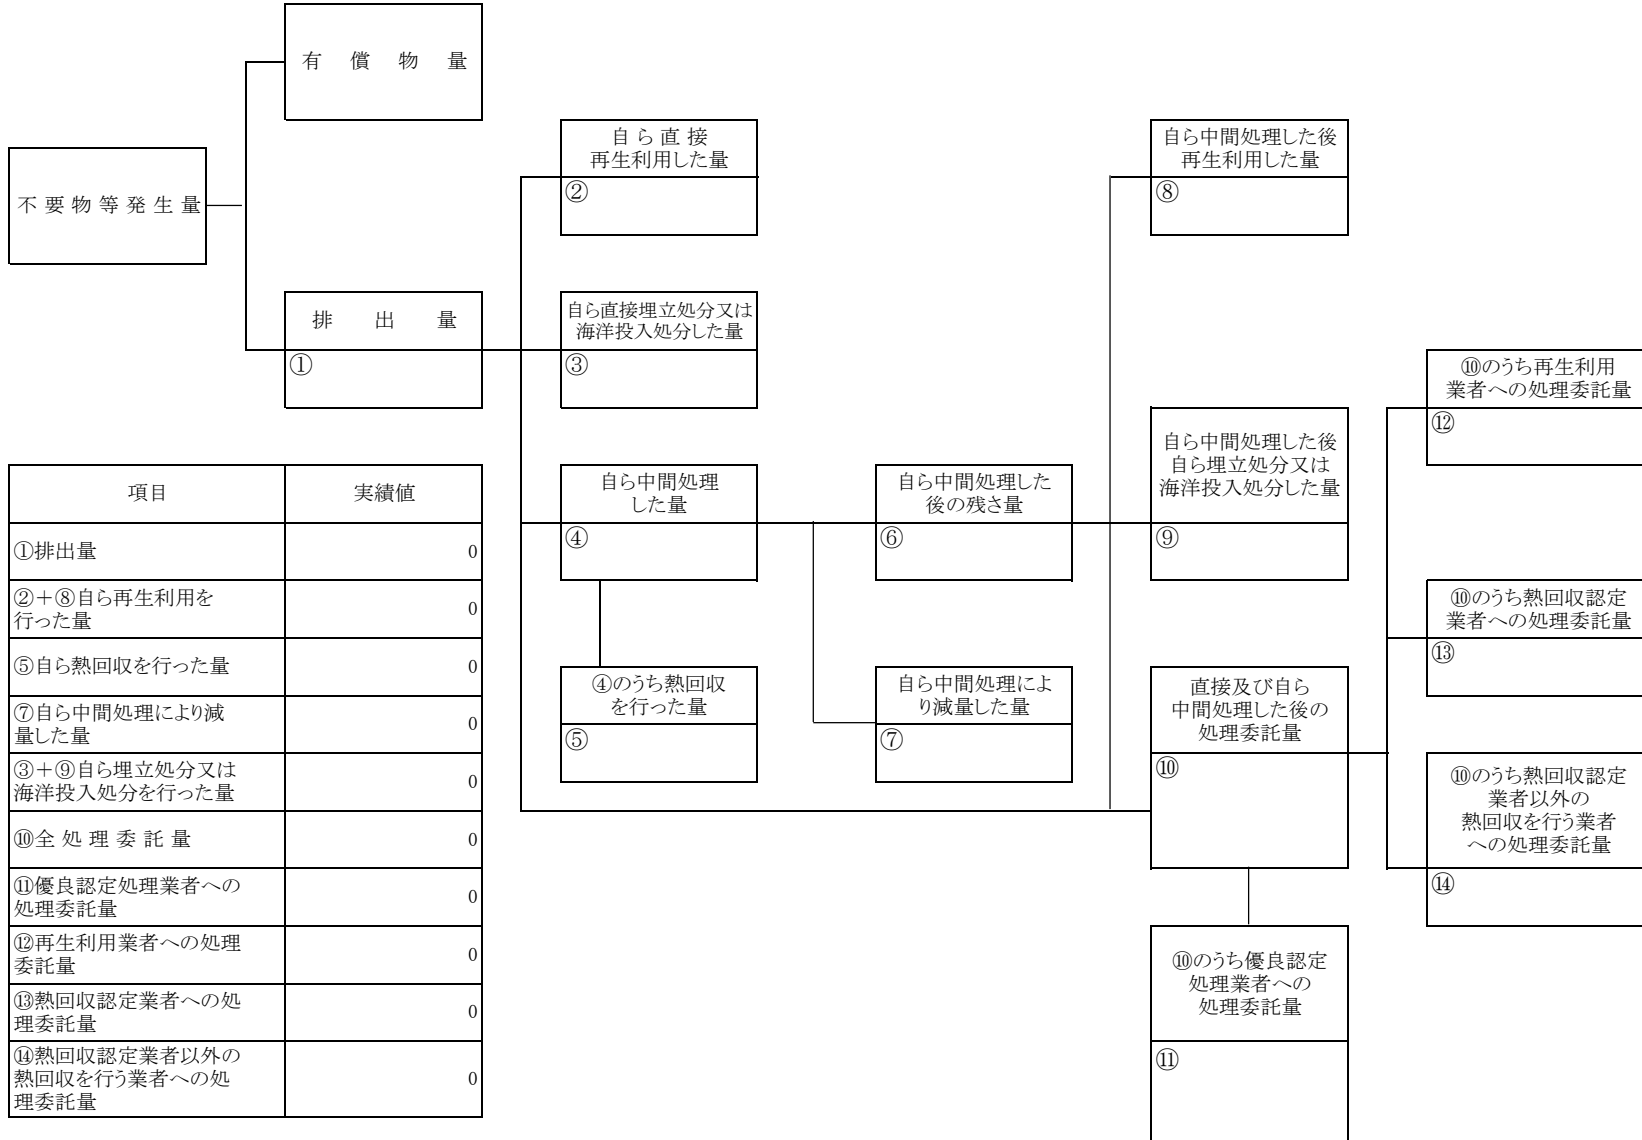 有 償 物 量
不 要 物 等 発 生 量
排 出 量
①
自 ら 直 接
再生利用した量
②
自ら直接埋立処分又は
海洋投入処分した量
③
自ら中間処理
した量
④
④のうち熱回収
を行った量
⑤
自ら中間処理した
後の残さ量
⑥
自ら中間処理によ
り減量した量
⑦
自ら中間処理した後
再生利用した量
⑧
自ら中間処理した後
自ら埋立処分又は
海洋投入処分した量
⑨
直接及び自ら
中間処理した後の
処理委託量
⑩
⑩のうち優良認定
処理業者への
処理委託量
⑪
⑩のうち再生利用
業者への処理委託量
⑫
⑩のうち熱回収認定
業者への処理委託量
⑬
⑩のうち熱回収認定
業者以外の
熱回収を行う業者
への処理委託量
⑭
項目 実績値
①排出量 0
②＋⑧自ら再生利用を
行った量 0
⑤自ら熱回収を行った量 0
⑦自ら中間処理により減
量した量 0
③＋⑨自ら埋立処分又は
海洋投入処分を行った量 0
⑩全 処 理 委 託 量 0
⑪優良認定処理業者への
処理委託量 0
⑫再生利用業者への処理
委託量 0
⑬熱回収認定業者への処
理委託量 0
⑭熱回収認定業者以外の
熱回収を行う業者への処
理委託量 0